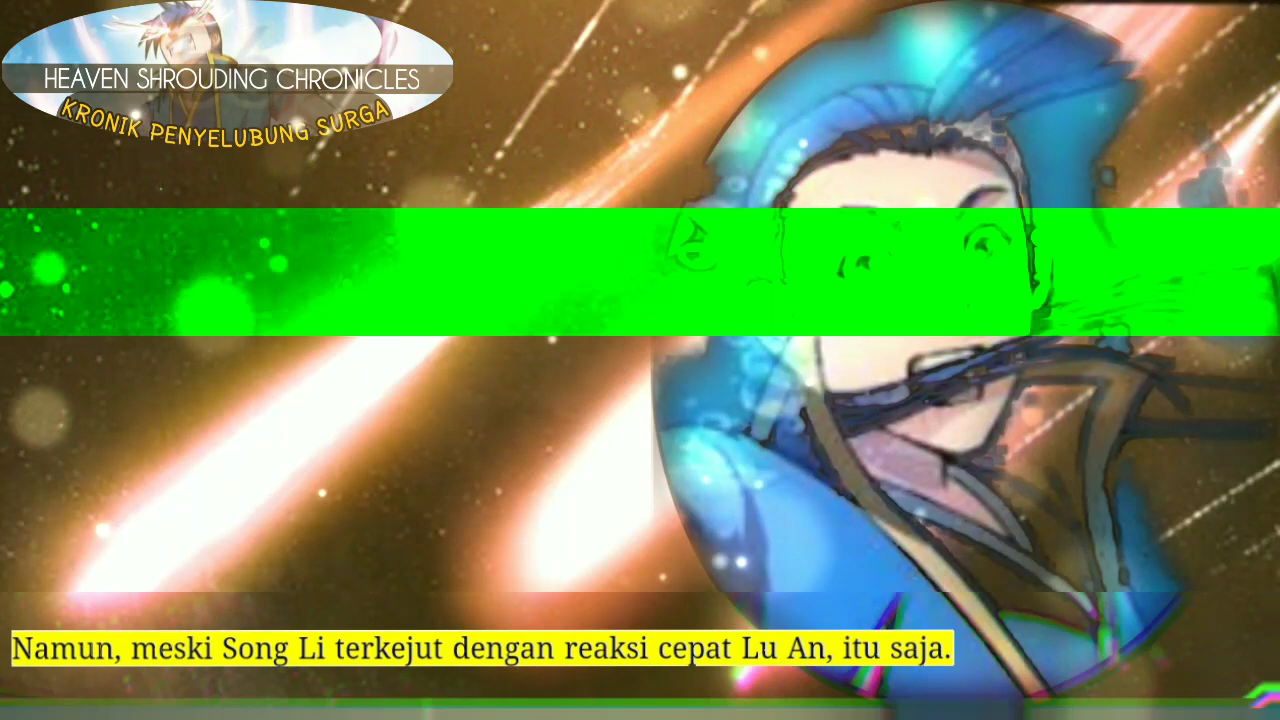 HEAVEN SHROUDING CHRONICLES
KRONIK PENYELUBUNG SURGA
Namun, meski Song Li terkejut dengan reaksi cepat Lu An, itu saja.